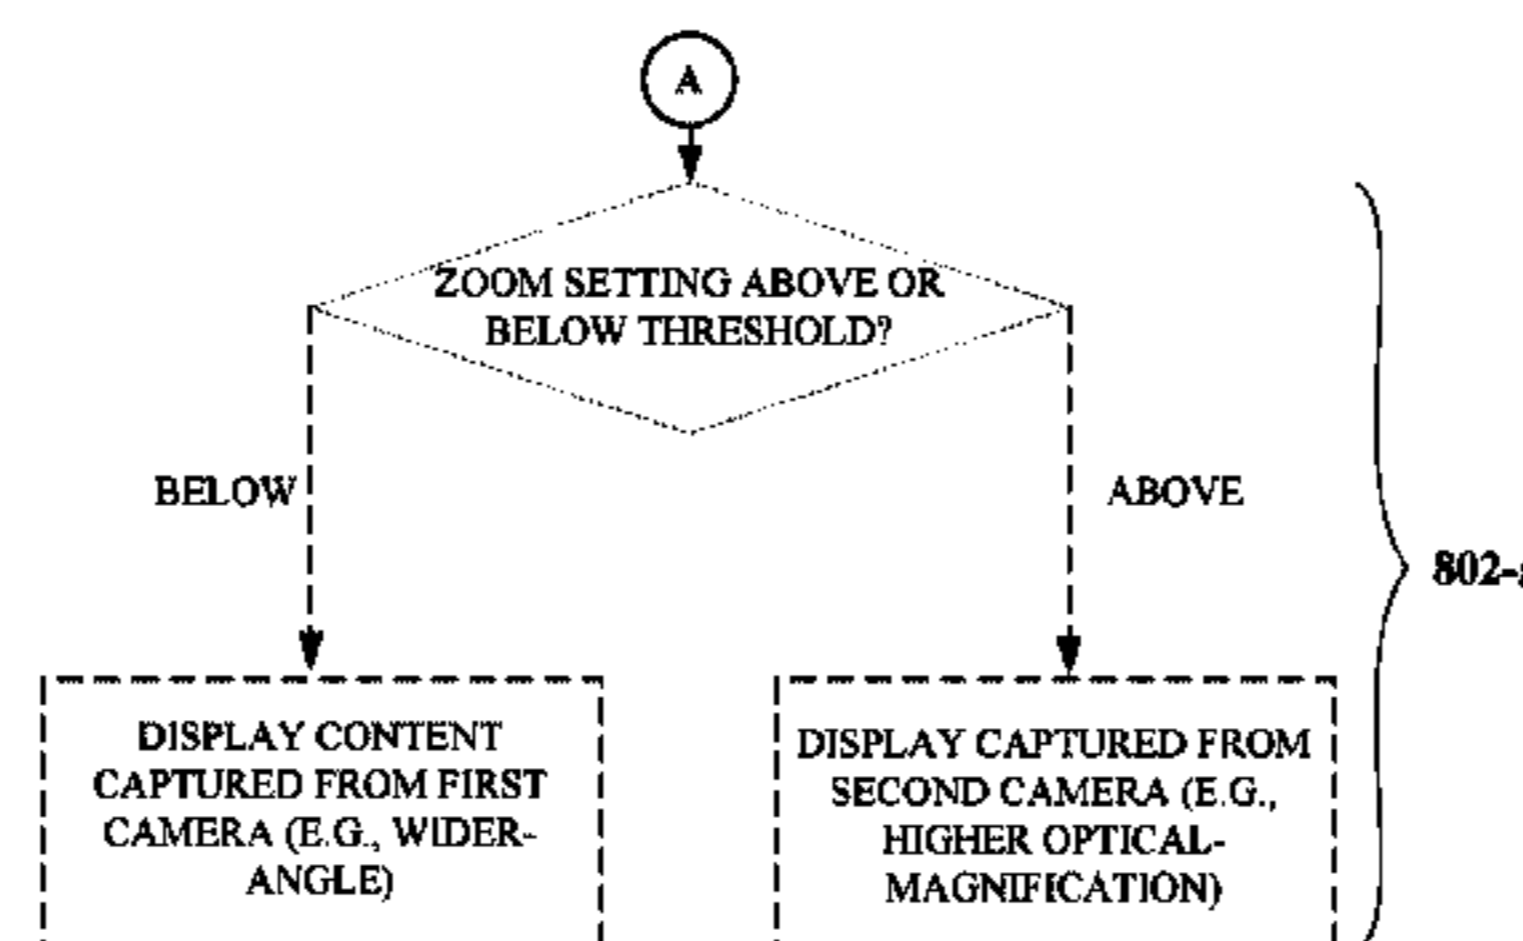 A
ZOOM SETTING ABOVE OR
BELOW THRESHOLD?
BELOW
ABOVE
802-
DISPLAY CONTENT
CAPTURED FROM FIRST
CAMERA (E.G., WIDER-
ANGLE)
DISPLAY CAPTURED FROM
SECOND CAMERA (E.G.,
HIGHER OPTICAL-
MAGNIFICATION)